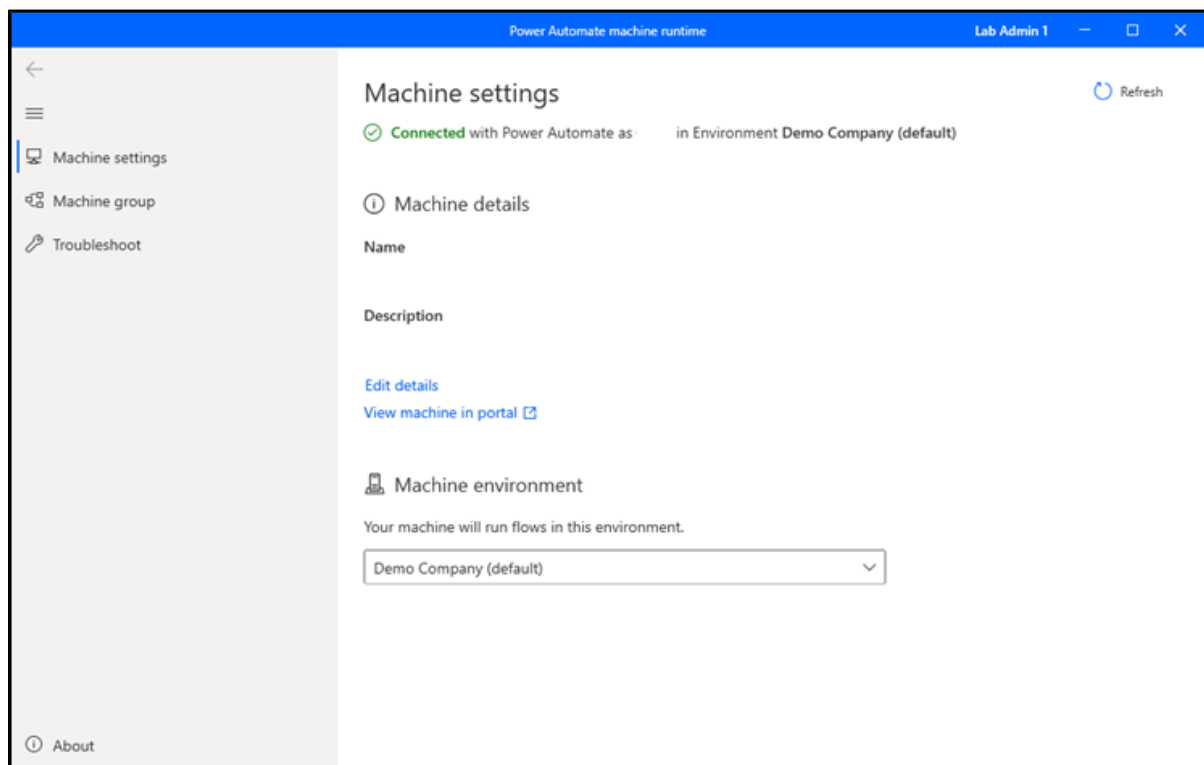 Power Automate machine runtime
Lab Admin 1
Machine settings
Machine group
Troubleshoot
About
Machine settings
Refresh
Connected with Power Automate as in Environment Demo Company (default)
Machine details
Name
Description
Edit details
View machine in portal
Machine environment
Your machine will run flows in this environment.
Demo Company (default)